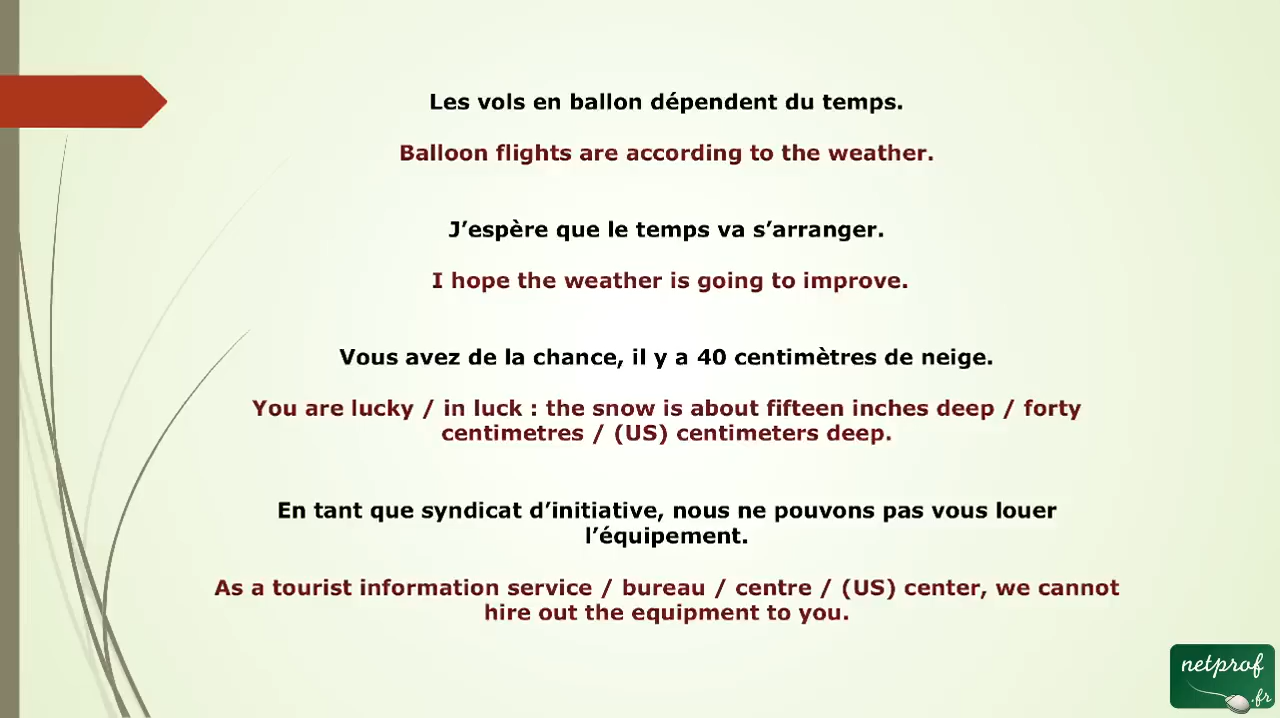 Les vols en ballon dépendent du temps.
Balloon flights are according to the weather.
J’espère que le temps va s’arranger.
I hope the weather is going to improve.
Vous avez de la chance, il y a 40 centimètres de neige.
You are lucky / in luck : the snow is about fifteen inches deep / forty
centimetres / (US) centimeters deep.
En tant que syndicat d’initiative, nous ne pouvons pas vous louer
l’équipement.
As a tourist information service / bureau / centre / (US) center, we cannot
hire out the equipment to you.
netprof
.fr